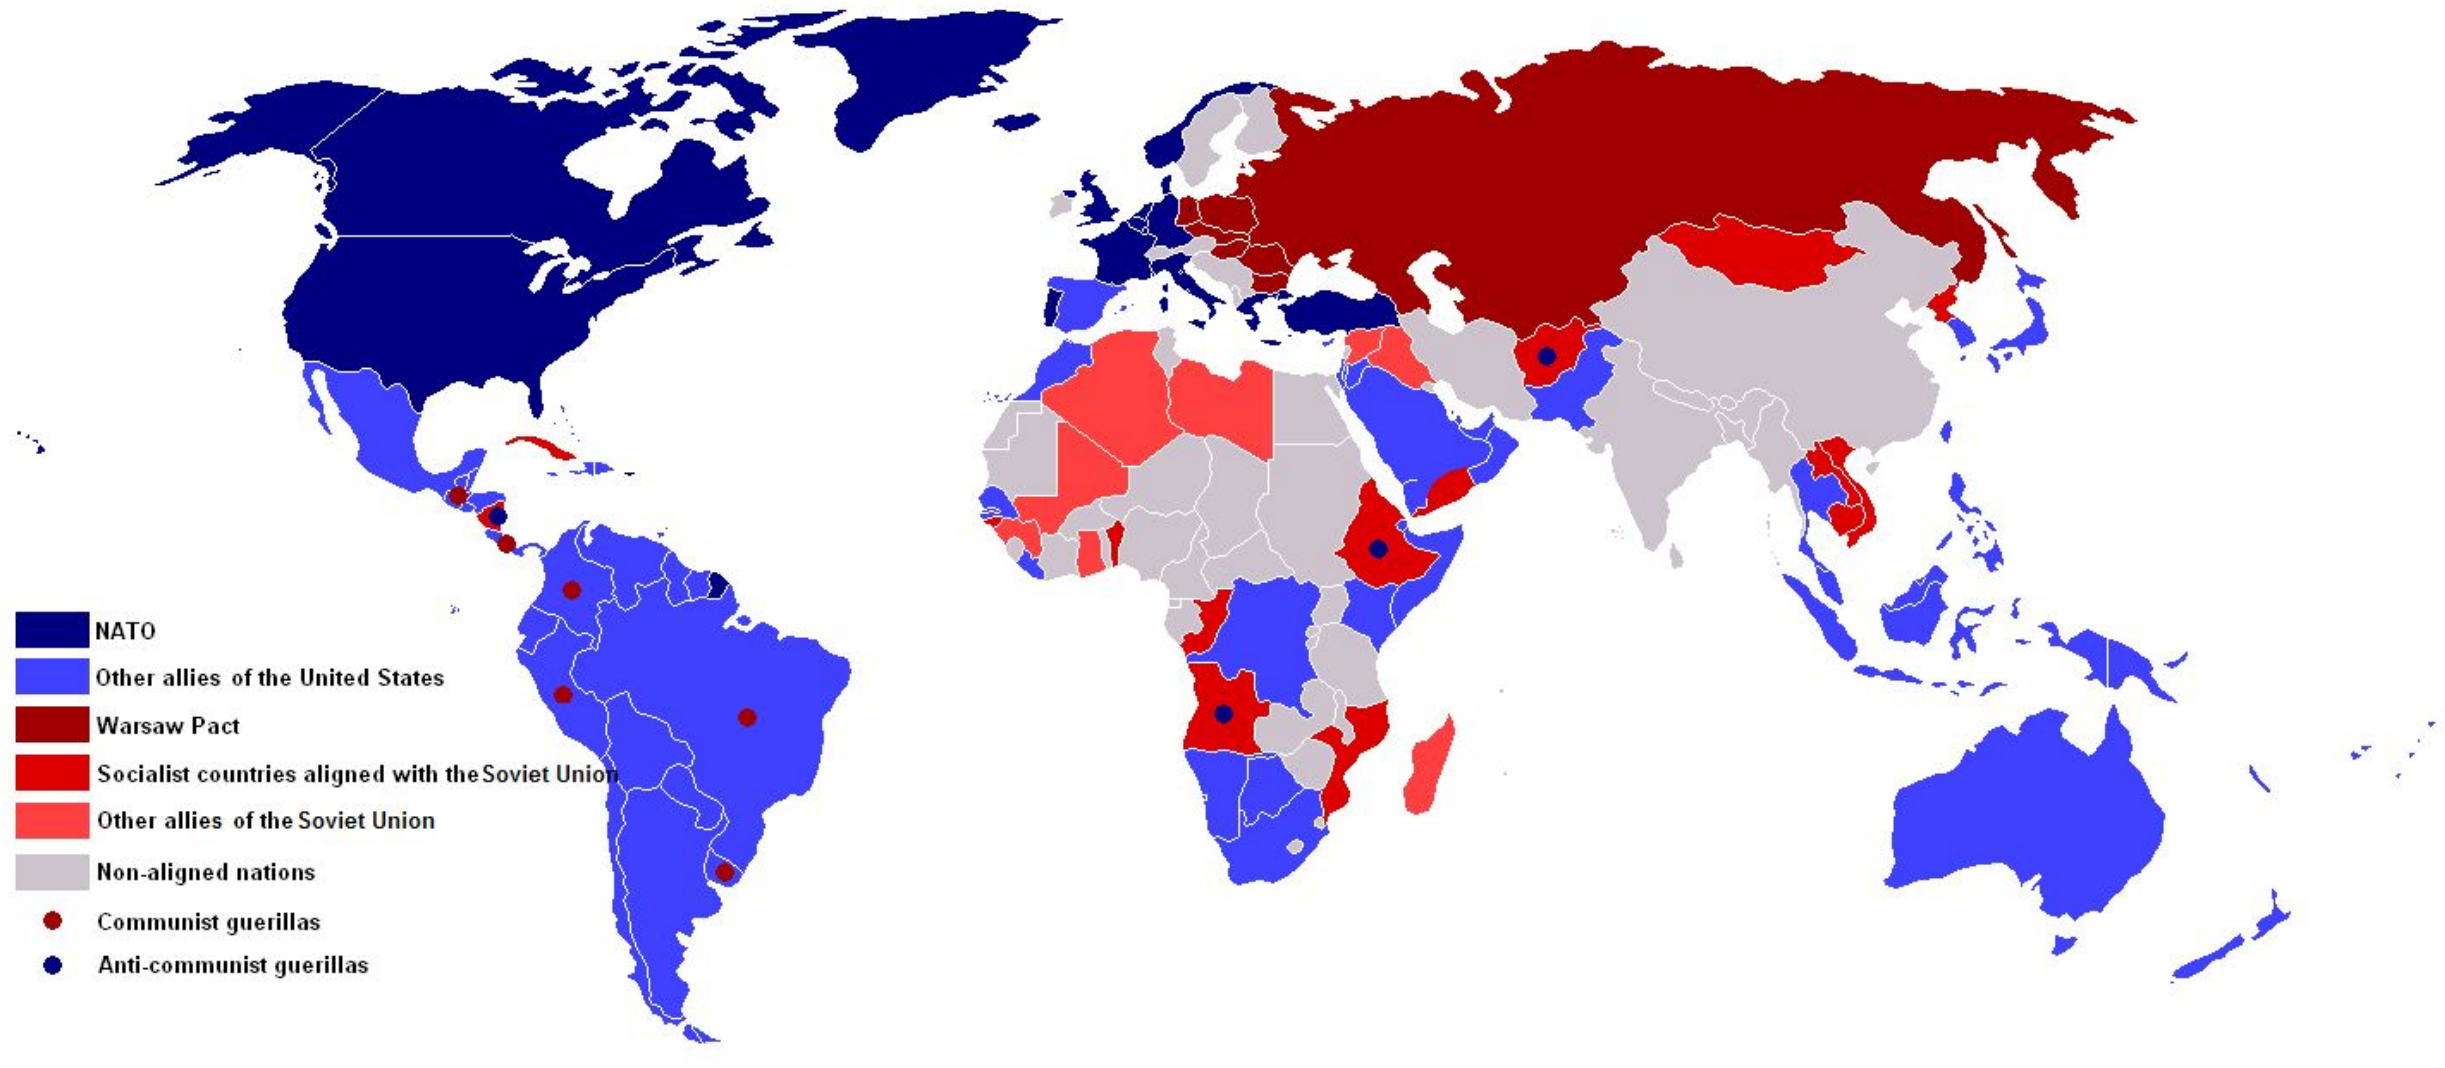 NATO
Other allies of the United States
Warsaw Pact
Socialist countries aligned with the Soviet Union
Other allies of the Soviet Union
Non-aligned nations
Communist guerillas
Anti-communist guerillas